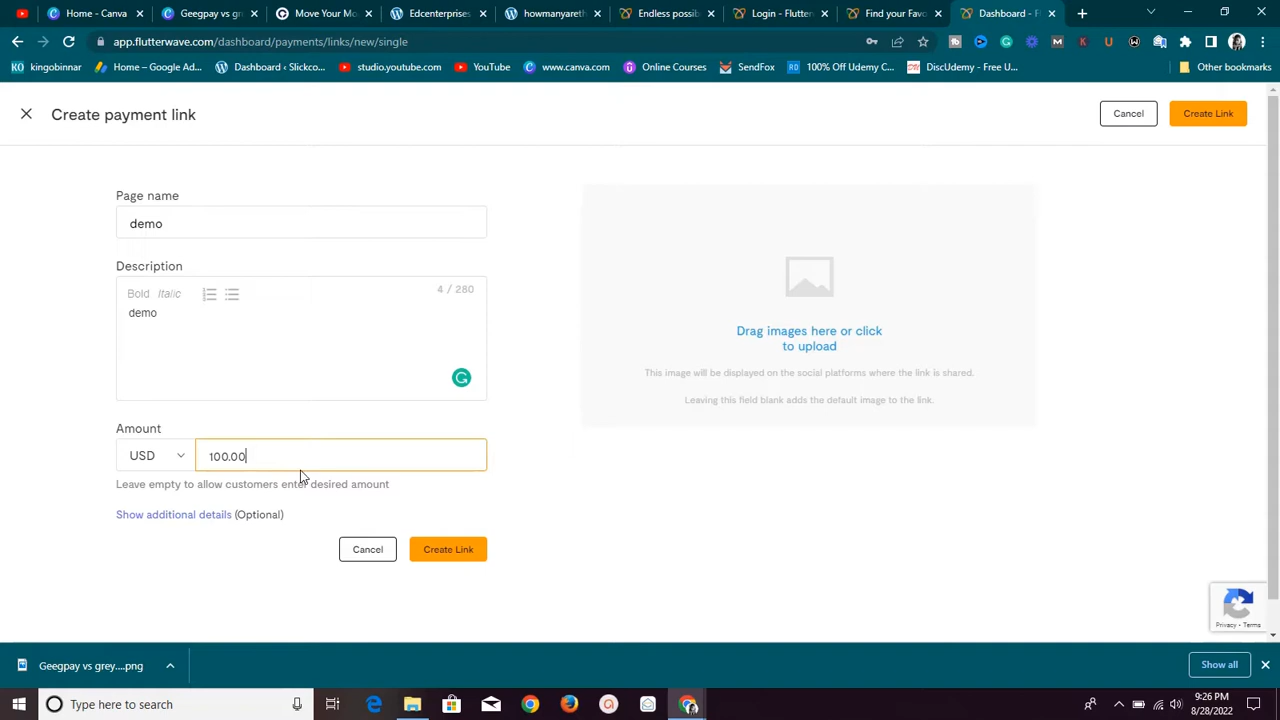 Home - Canva
Geegpay vs gr
Move Your Mo
Edcenterprises
howmanyareth
Endless possib
Login - Flutter
Find your Favo
Dashboard - F
app.flutterwave.com/dashboard/payments/links/new/single
kingobinnar
Home – Google Ad...
Dashboard ‹ Slickco...
studio.youtube.com
YouTube
www.canva.com
Online Courses
SendFox
100% Off Udemy C...
DiscUdemy - Free U...
Other bookmarks
Create payment link
Cancel
Create Link
Page name
demo
Description
Bold Italic
4 / 280
demo
Amount
USD
100.00
Leave empty to allow customers enter desired amount
Show additional details (Optional)
Cancel
Create Link
Drag images here or click
to upload
This image will be displayed on the social platforms where the link is shared.
Leaving this field blank adds the default image to the link.
Privacy • Terms
Geegpay vs grey....png
Show all
Type here to search
9:26 PM
8/28/2022